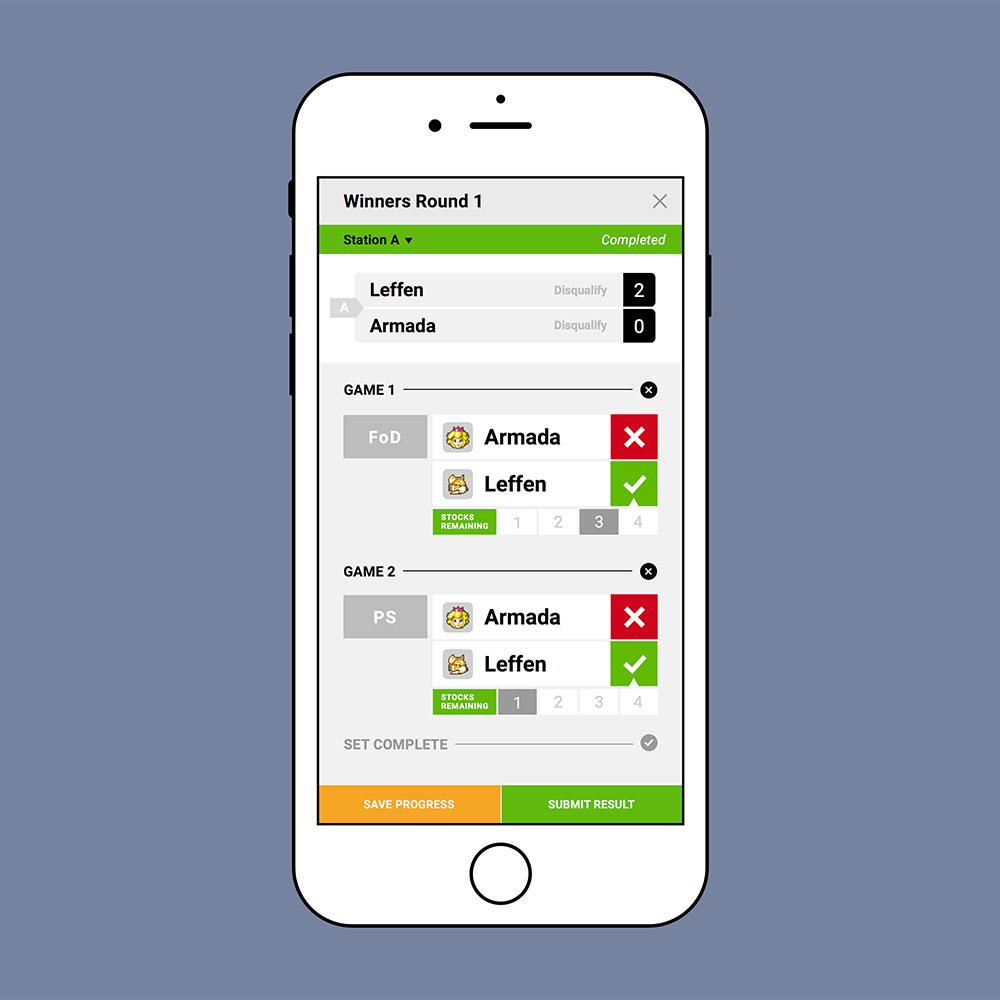 Winners Round 1
Station A
Completed
Leffen Disqualify 2
A
Armada Disqualify 0
GAME 1
FoD Armada
Leffen
STOCKS
REMAINING
1 2 3 4
GAME 2
PS Armada
Leffen
STOCKS
REMAINING
1 2 3 4
SET COMPLETE
SAVE PROGRESS SUBMIT RESULT